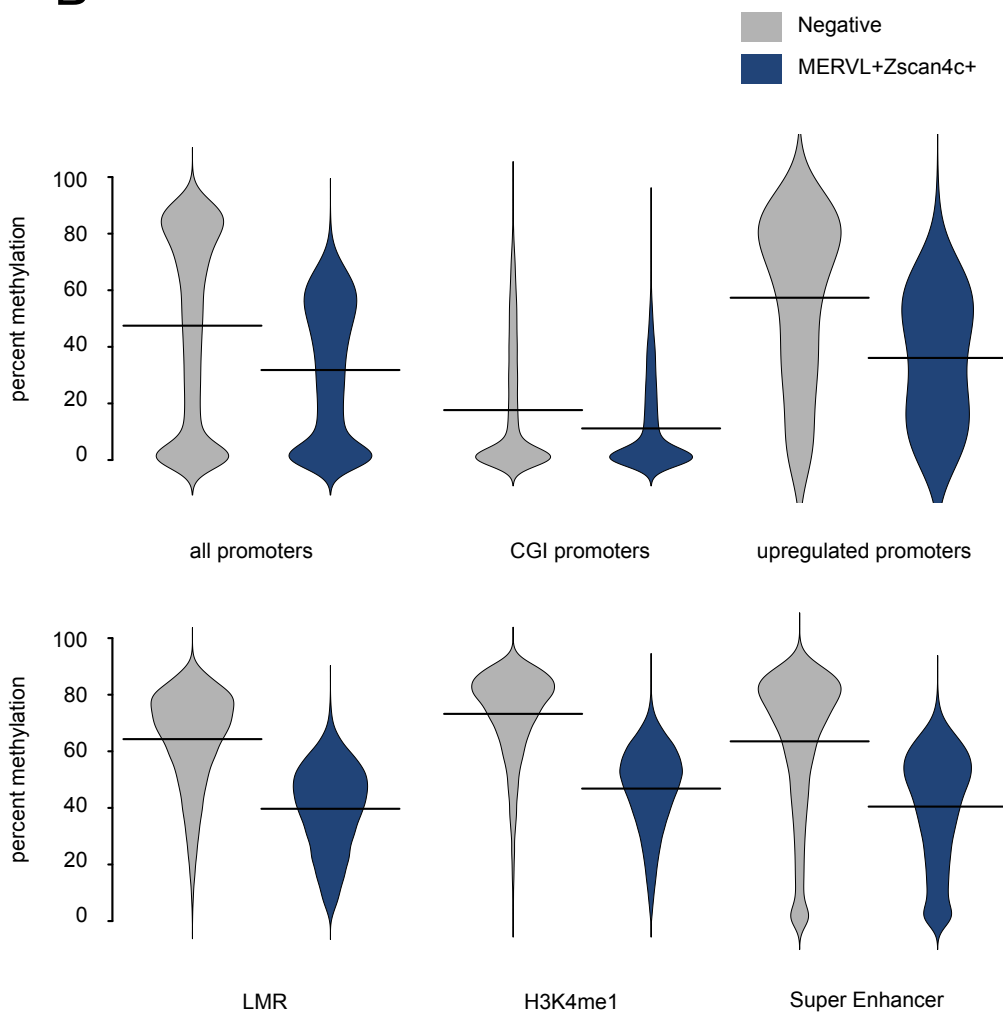 Negative
MERVL+Zscan4c+
percent methylation
100
80
60
40
20
0
all promoters
CGI promoters
upregulated promoters
percent methylation
100
80
60
40
20
0
LMR
H3K4me1
Super Enhancer